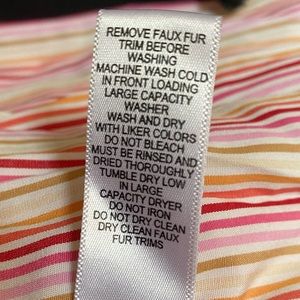 REMOVE FAUX FUR
TRIM BEFORE
WASHING
MACHINE WASH COLD
IN FRONT LOADING
LARGE CAPACITY
WASHER
WASH AND DRY
WITH LIKER COLORS
DO NOT BLEACH
MUST BE RINSED AND
DRIED THOROUGHLY
TUMBLE DRY LOW
IN LARGE
CAPACITY DRYER
DO NOT IRON
DO NOT DRY CLEAN
DRY CLEAN FAUX
FUR TRIMS